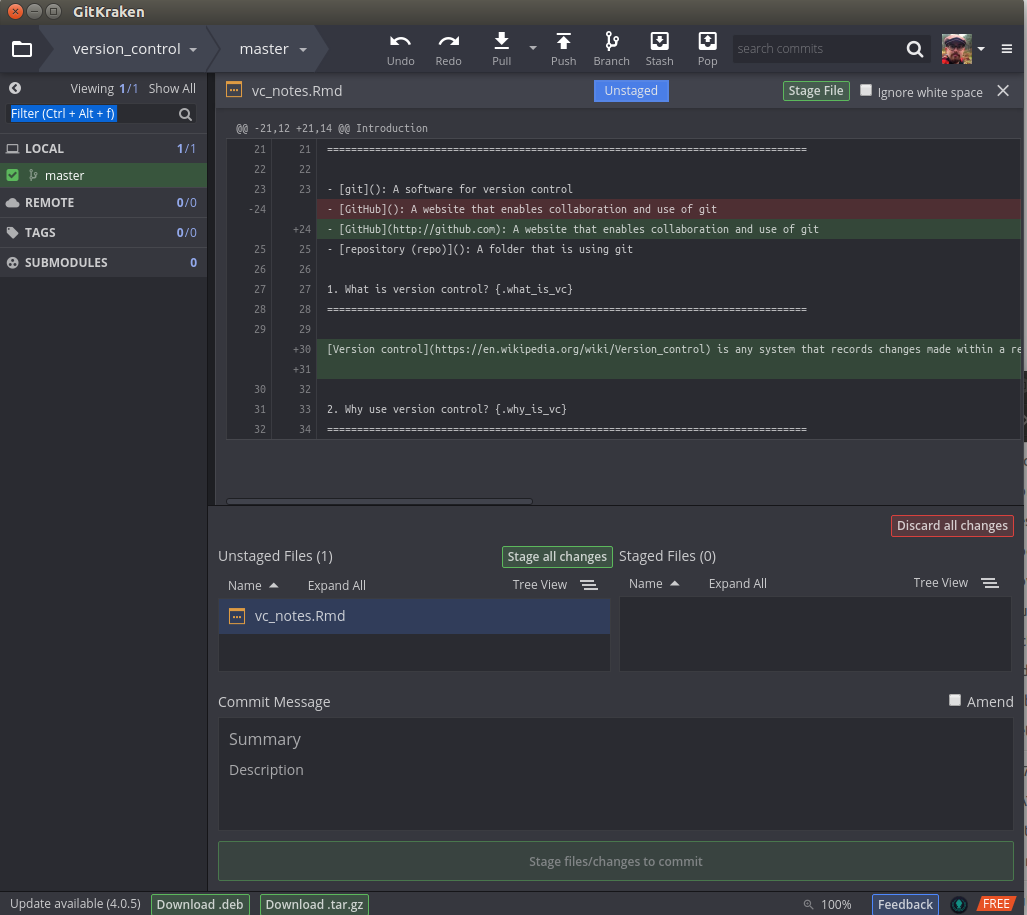 GitKraken
version_control
master
Undo
Redo
Pull
Push
Branch
Stash
Pop
search commits
Viewing 1/1 Show All
Filter (Ctrl + Alt + f)
LOCAL 1/1
master
REMOTE 0/0
TAGS 0/0
SUBMODULES 0
vc_notes.Rmd
Unstaged
Stage File
Ignore white space
@@ -21,12 +21,14 @@ Introduction
21 21 ================================================================================
22 22
23 23 - [git](): A software for version control
-24 - [GitHub](): A website that enables collaboration and use of git
+24 - [GitHub](http://github.com): A website that enables collaboration and use of git
25 25 - [repository (repo)](): A folder that is using git
26 26
27 27 1. What is version control? {.what_is_vc}
28 28 ================================================================================
29 29
+30 [Version control](https://en.wikipedia.org/wiki/Version_control) is any system that records changes made within a re
+31
30 32
31 33 2. Why use version control? {.why_is_vc}
32 34 ================================================================================
Discard all changes
Unstaged Files (1)
Stage all changes
Staged Files (0)
Name Expand All Tree View
Name Expand All Tree View
vc_notes.Rmd
Commit Message
Amend
Summary
Description
Stage files/changes to commit
Update available (4.0.5)
Download .deb
Download .tar.gz
100%
Feedback
FREE